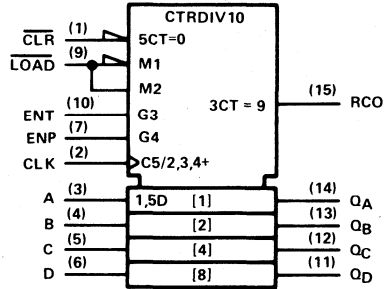 CTRDIV10
CLR (1) 5CT=0
LOAD (9) M1
M2
ENT (10) G3 3CT = 9 (15) RCO
ENP (7) G4
CLK (2) C5/2,3,4+
A (3) 1,5D [1] (14) QA
B (4) [2] (13) QB
C (5) [4] (12) QC
D (6) [8] (11) QD